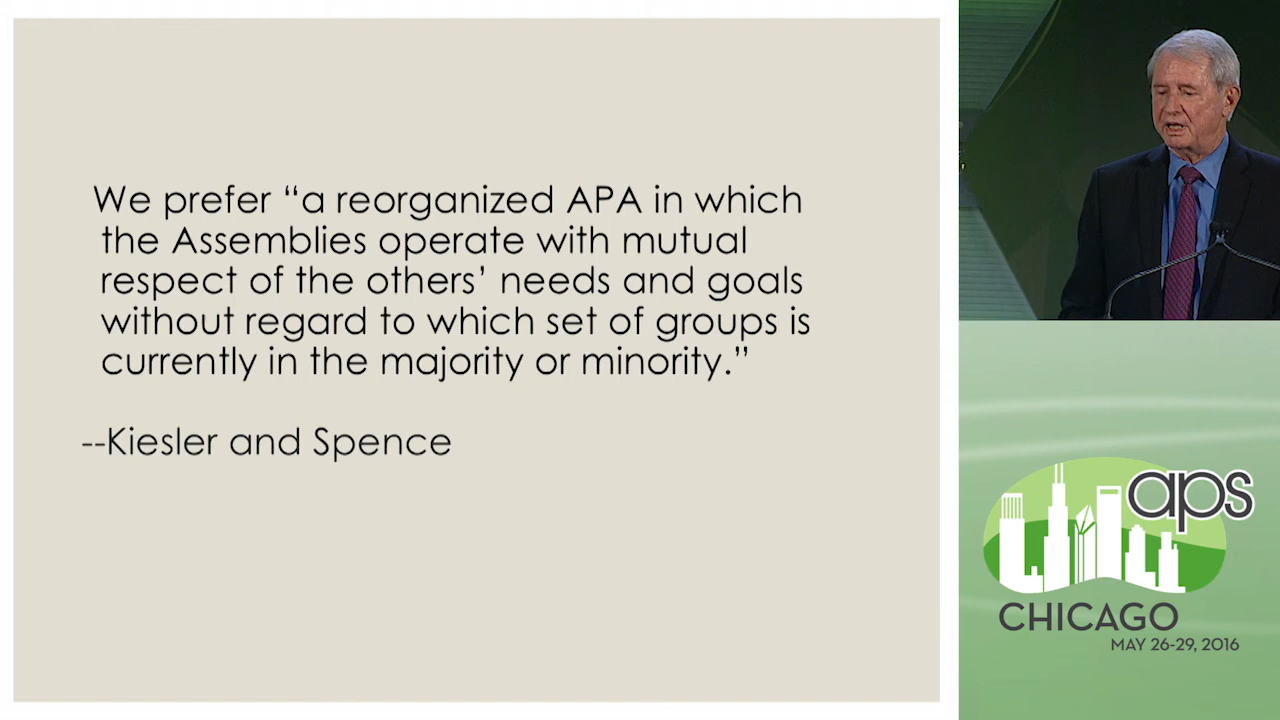 We prefer “a reorganized APA in which
the Assemblies operate with mutual
respect of the others’ needs and goals
without regard to which set of groups is
currently in the majority or minority.”
--Kiesler and Spence
aps
CHICAGO
MAY 26-29, 2016